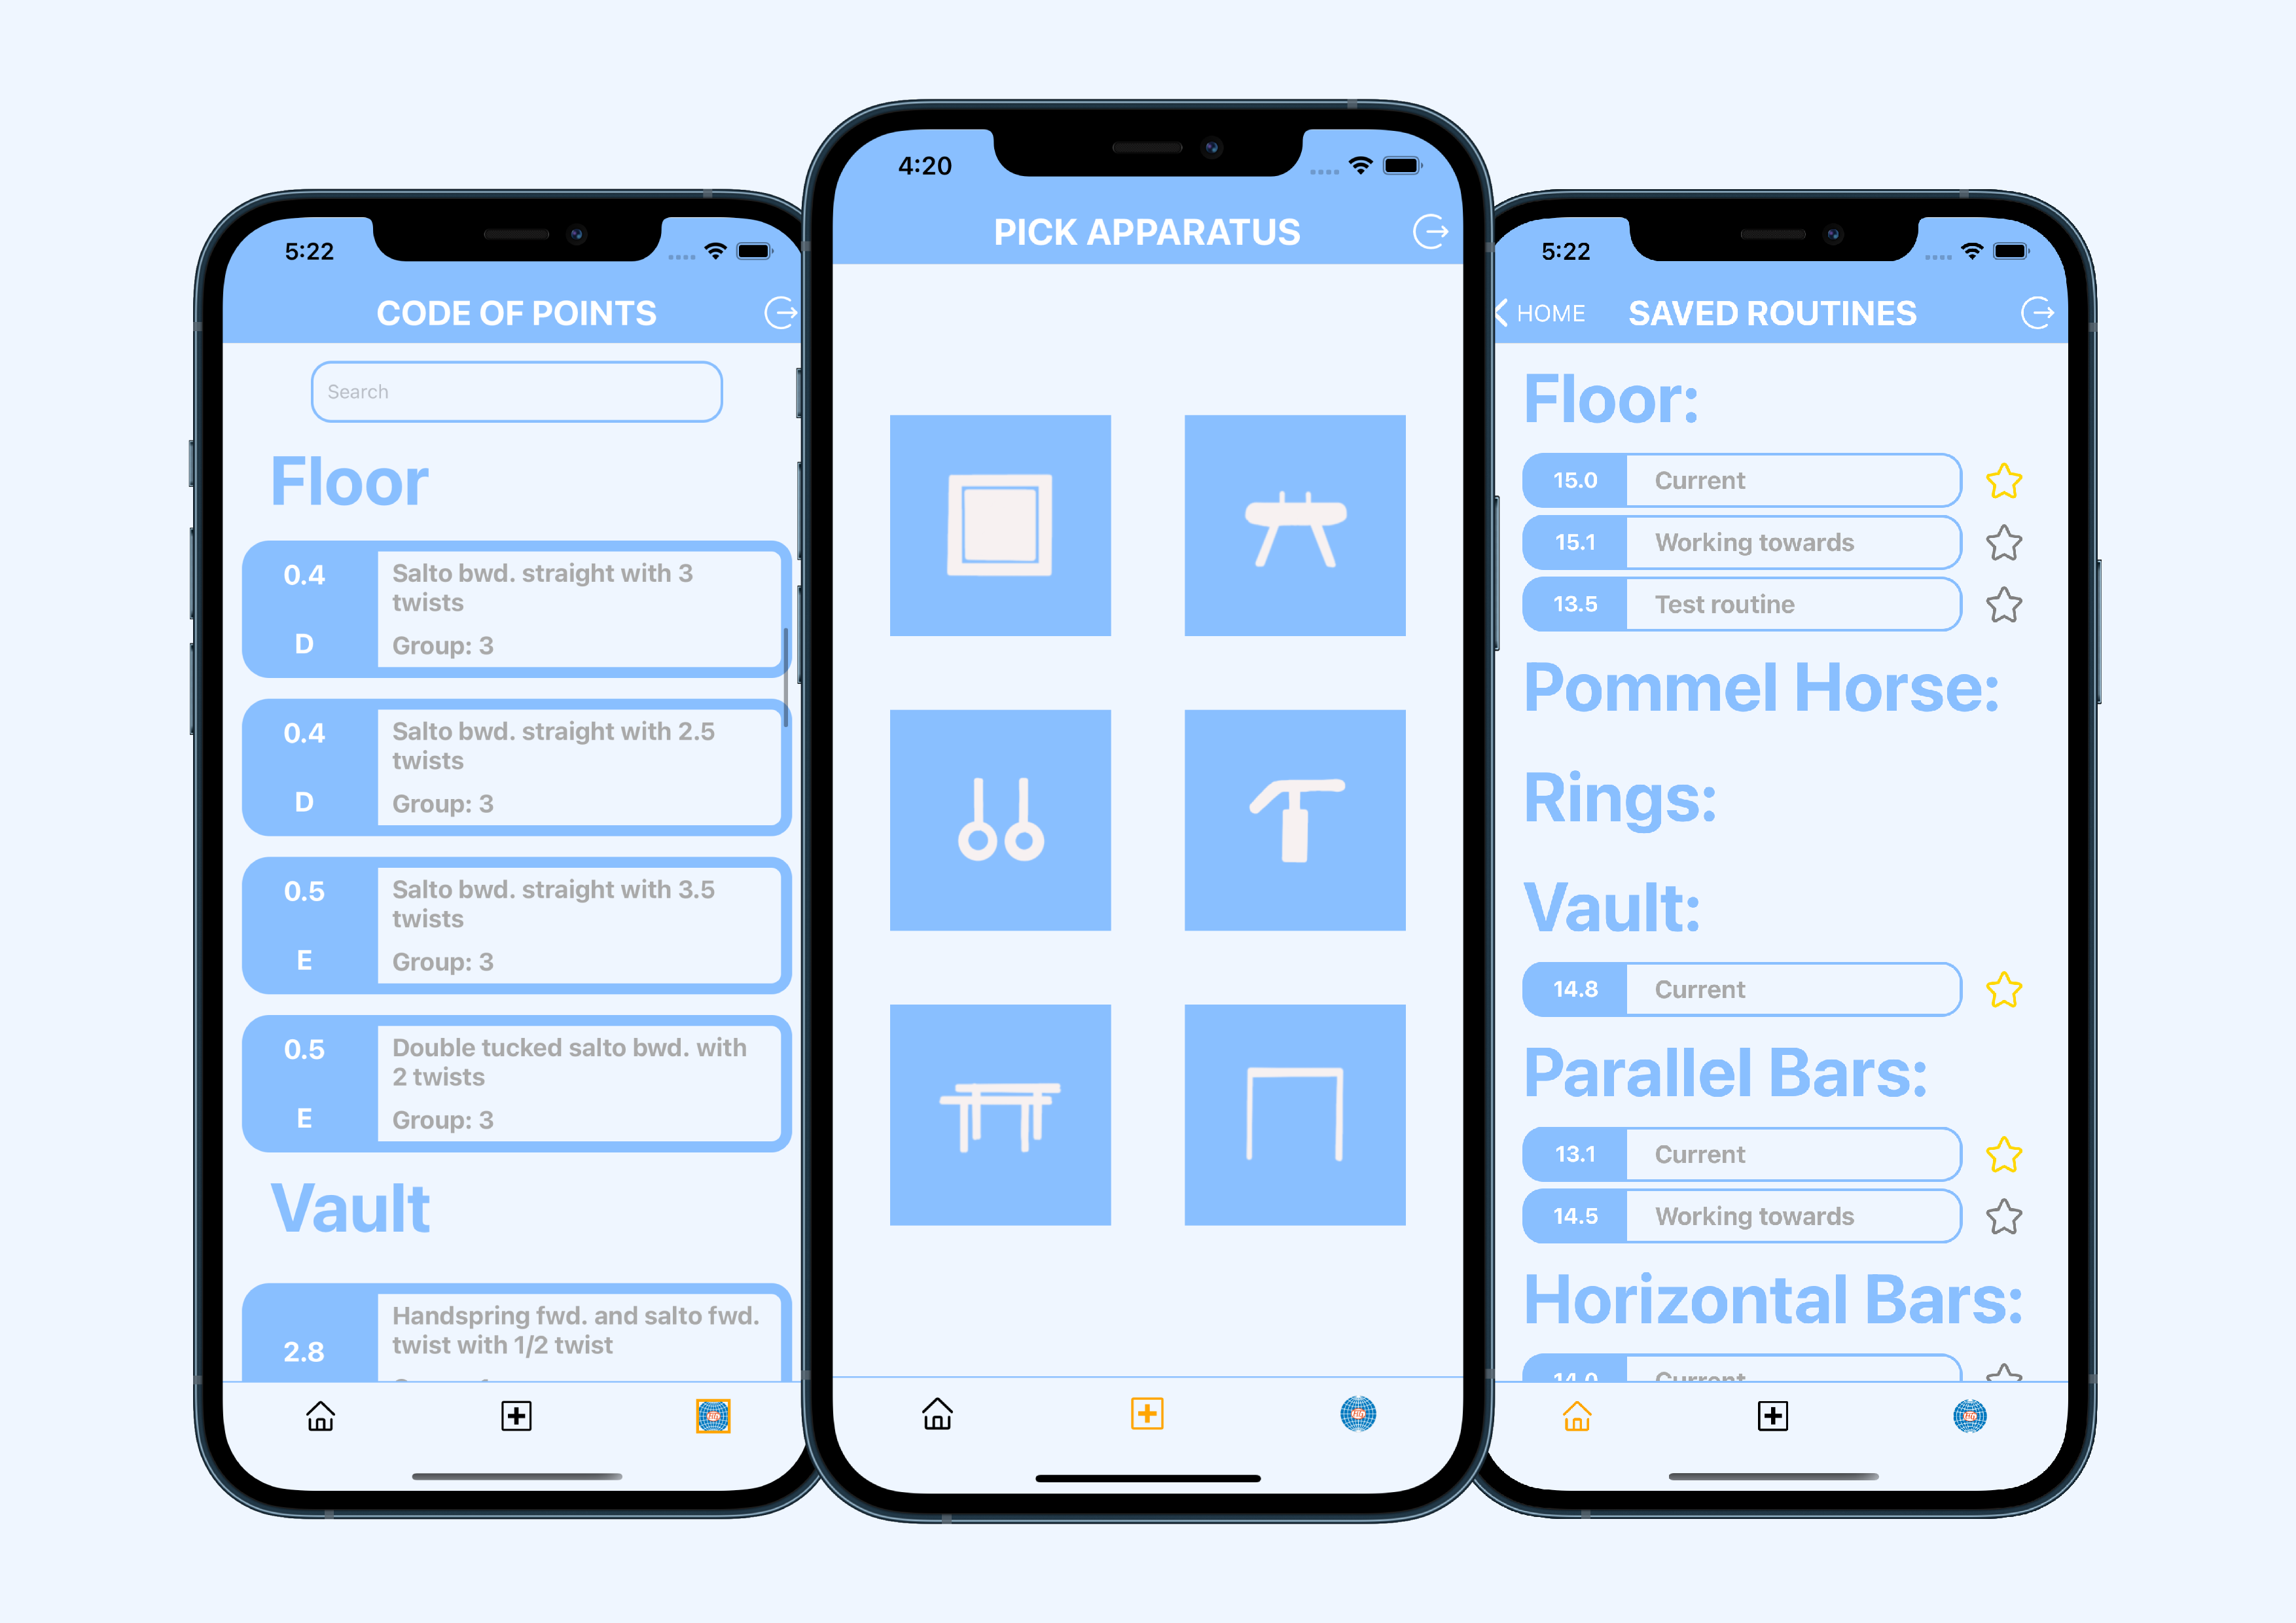 5:22
CODE OF POINTS
Search
Floor
0.4
D
Salto bwd. straight with 3
twists
Group: 3
0.4
D
Salto bwd. straight with 2.5
twists
Group: 3
0.5
E
Salto bwd. straight with 3.5
twists
Group: 3
0.5
E
Double tucked salto bwd. with
2 twists
Group: 3
Vault
2.8
Handspring fwd. and salto fwd.
twist with 1/2 twist
4:20
PICK APPARATUS
5:22
HOME
SAVED ROUTINES
Floor:
15.0 Current
15.1 Working towards
13.5 Test routine
Pommel Horse:
Rings:
Vault:
14.8 Current
Parallel Bars:
13.1 Current
14.5 Working towards
Horizontal Bars:
14.0 Current